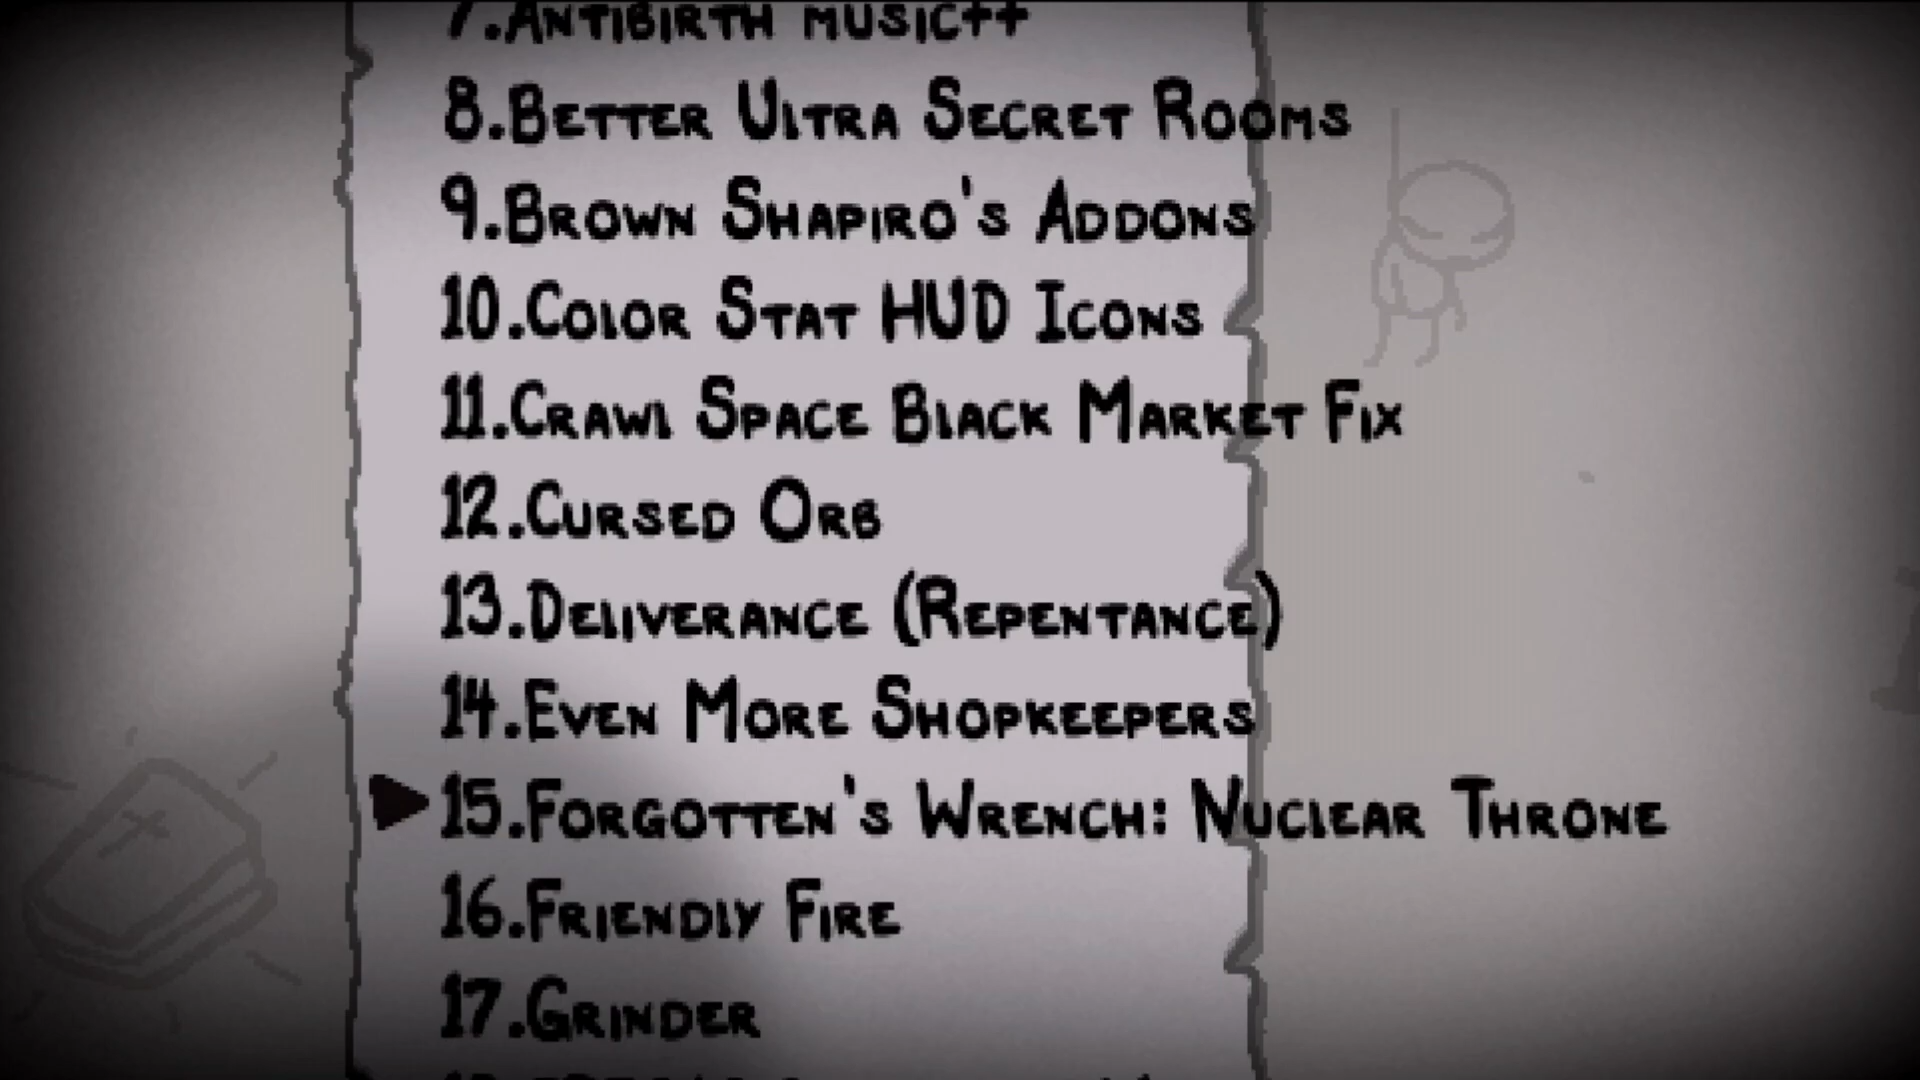 7.Antibirth music++
8.Better Ultra Secret Rooms
9.Brown Shapiro's Addons
10.Color Stat HUD Icons
11.Crawl Space Black Market Fix
12.Cursed Orb
13.Deliverance (Repentance)
14.Even More Shopkeepers
15.Forgotten's Wrench: Nuclear Throne
16.Friendly Fire
17.Grinder